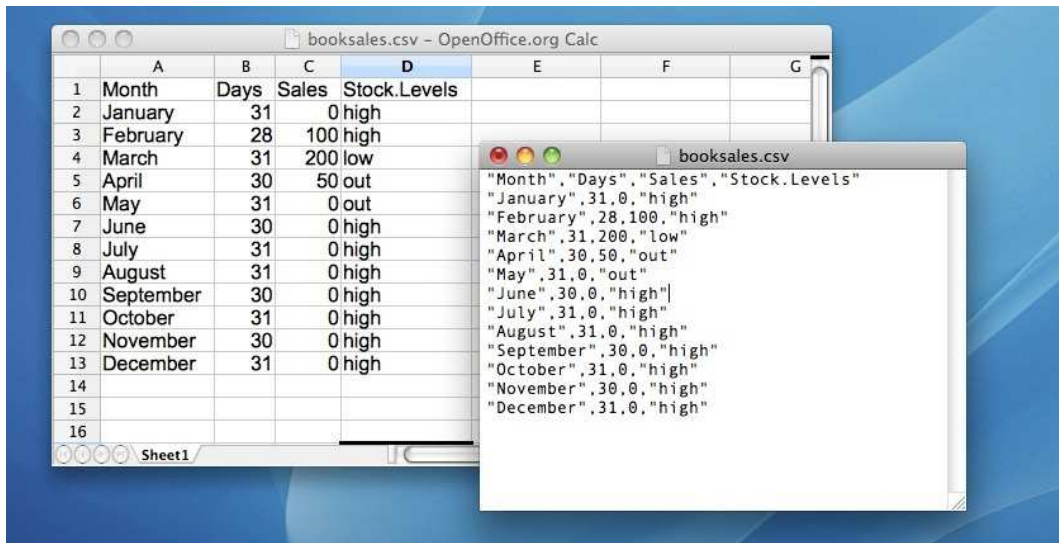 booksales.csv – OpenOffice.org Calc
A B C D E F G
1 Month Days Sales Stock.Levels
2 January 31 0 high
3 February 28 100 high
4 March 31 200 low
5 April 30 50 out
6 May 31 0 out
7 June 30 0 high
8 July 31 0 high
9 August 31 0 high
10 September 30 0 high
11 October 31 0 high
12 November 30 0 high
13 December 31 0 high
14
15
16
Sheet1
booksales.csv
"Month","Days","Sales","Stock.Levels"
"January",31,0,"high"
"February",28,100,"high"
"March",31,200,"low"
"April",30,50,"out"
"May",31,0,"out"
"June",30,0,"high"
"July",31,0,"high"
"August",31,0,"high"
"September",30,0,"high"
"October",31,0,"high"
"November",30,0,"high"
"December",31,0,"high"